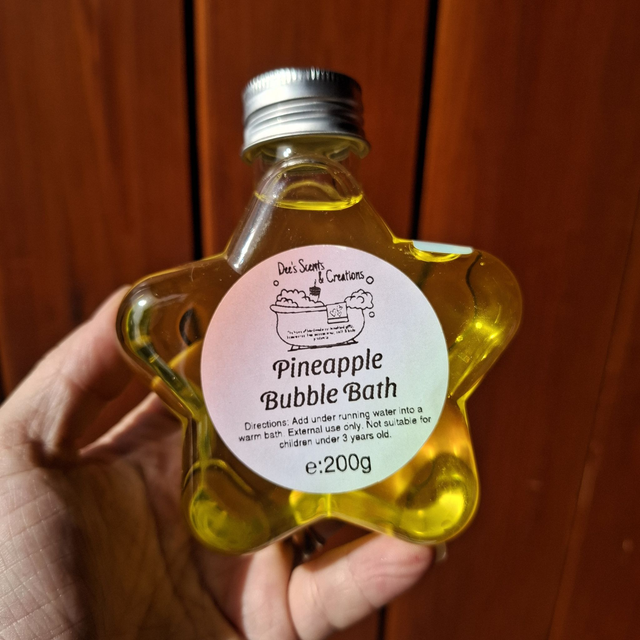 Dee's Scents
& Creations
Pineapple
Bubble Bath
Directions: Add under running water into a
warm bath. External use only. Not suitable for
children under 3 years old.
e:200g